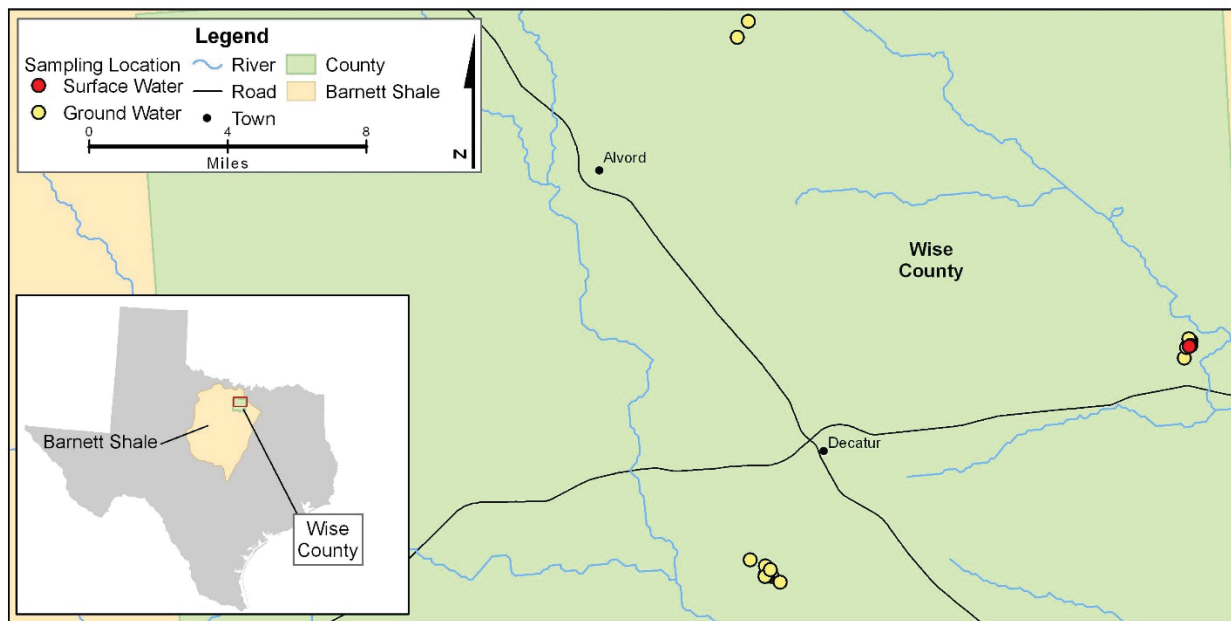 Legend
Sampling Location
Surface Water
Ground Water
River
Road
Town
County
Barnett Shale
0 4 8
Miles
N
Alvord
Wise
County
Decatur
Barnett Shale
Wise
County